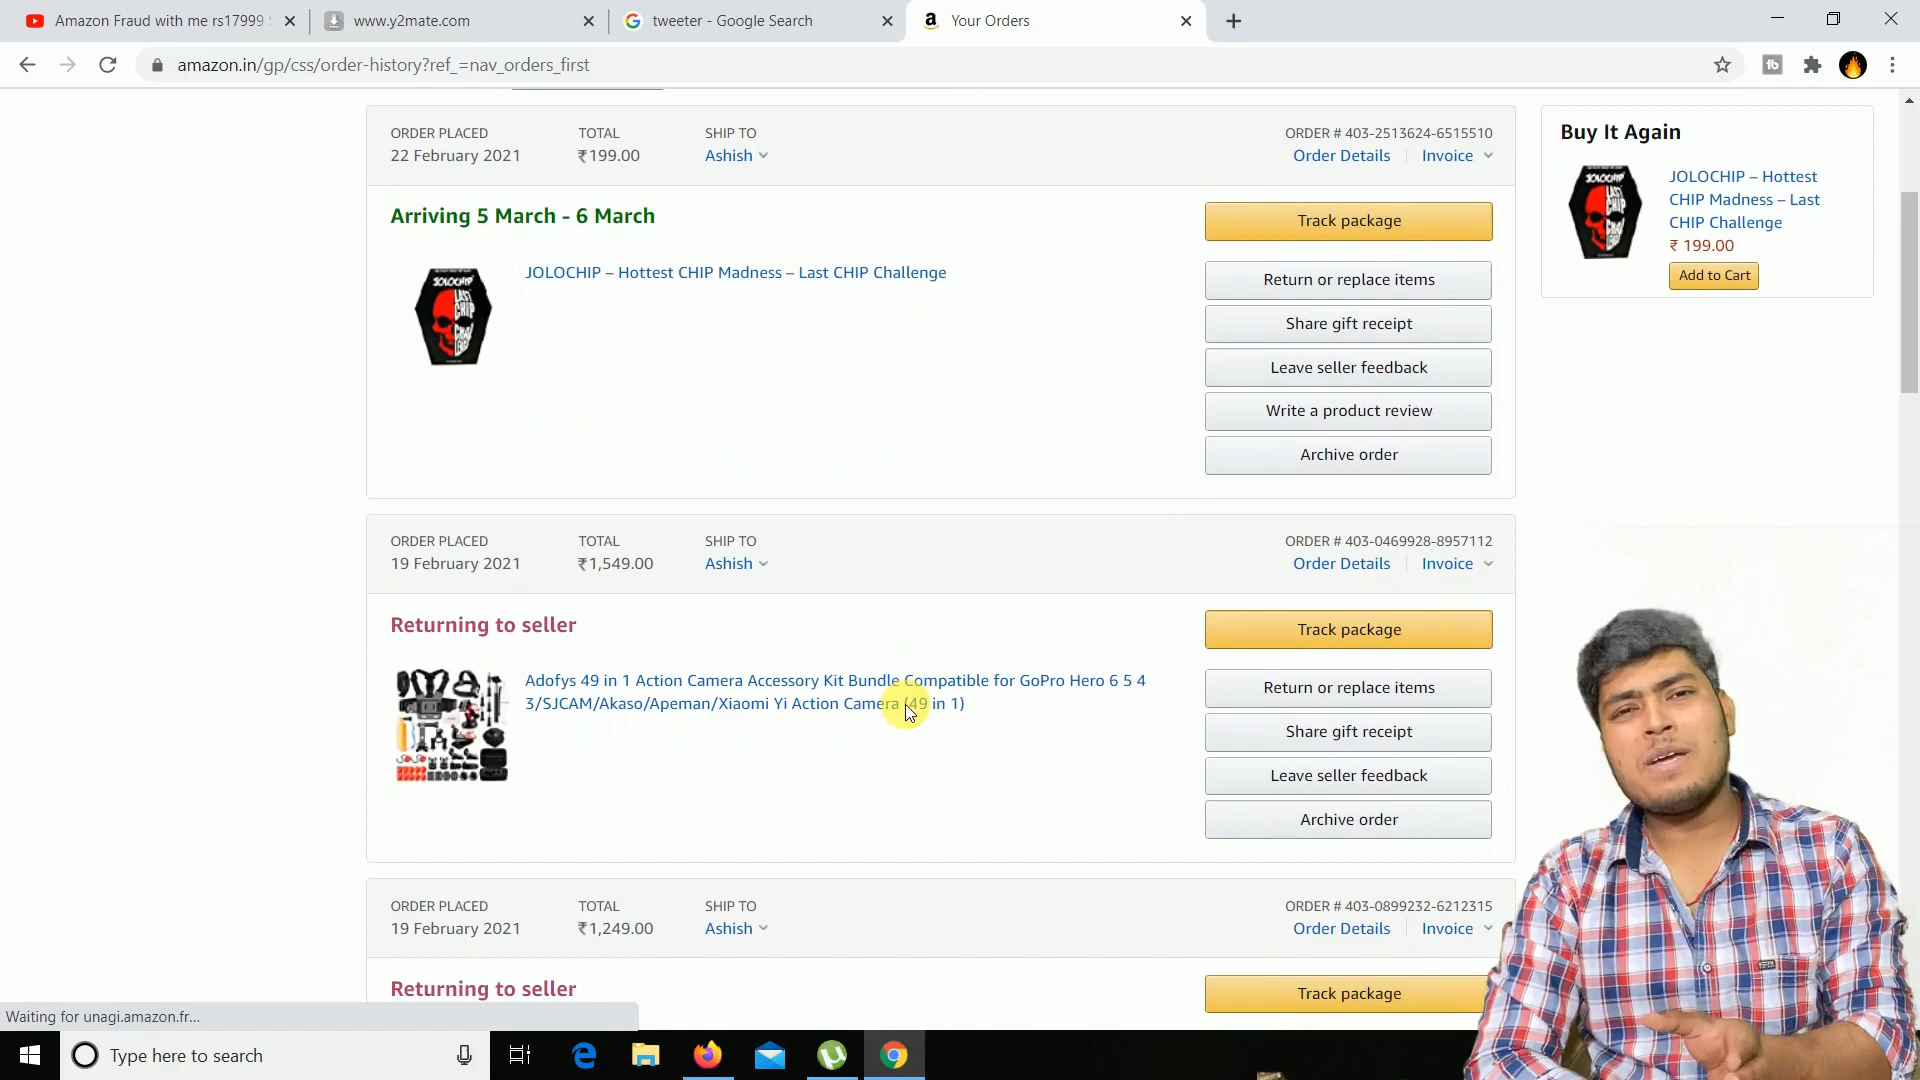 Amazon Fraud with me rs17999 S
www.y2mate.com
tweeter - Google Search
Your Orders
amazon.in/gp/css/order-history?ref_=nav_orders_first
ORDER PLACED TOTAL SHIP TO ORDER # 403-2513624-6515510
22 February 2021 ₹199.00 Ashish Order Details Invoice
Arriving 5 March - 6 March
JOLOCHIP – Hottest CHIP Madness – Last CHIP Challenge
JOLOCHIP
LAST
CHIP
Track package
Return or replace items
Share gift receipt
Leave seller feedback
Write a product review
Archive order
Buy It Again
JOLOCHIP
LAST
CHIP
JOLOCHIP – Hottest
CHIP Madness – Last
CHIP Challenge
₹ 199.00
Add to Cart
ORDER PLACED TOTAL SHIP TO ORDER # 403-0469928-8957112
19 February 2021 ₹1,549.00 Ashish Order Details Invoice
Returning to seller
Adofys 49 in 1 Action Camera Accessory Kit Bundle Compatible for GoPro Hero 6 5 4
3/SJCAM/Akaso/Apeman/Xiaomi Yi Action Camera (49 in 1)
Track package
Return or replace items
Share gift receipt
Leave seller feedback
Archive order
ORDER PLACED TOTAL SHIP TO ORDER # 403-0899232-6212315
19 February 2021 ₹1,249.00 Ashish Order Details Invoice
Returning to seller
Track package
Waiting for unagi.amazon.fr...
Type here to search